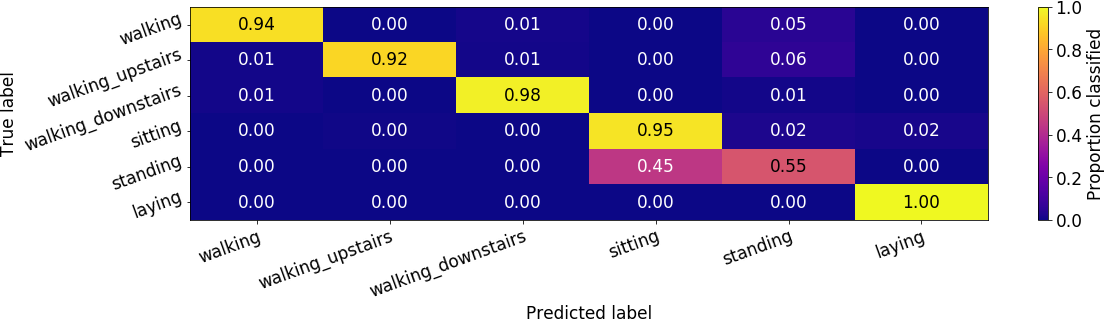 True label
walking 0.94 0.00 0.01 0.00 0.05 0.00
walking_upstairs 0.01 0.92 0.01 0.00 0.06 0.00
walking_downstairs 0.01 0.00 0.98 0.00 0.01 0.00
sitting 0.00 0.00 0.00 0.95 0.02 0.02
standing 0.00 0.00 0.00 0.45 0.55 0.00
laying 0.00 0.00 0.00 0.00 0.00 1.00
walking walking_upstairs walking_downstairs sitting standing laying
Predicted label
1.0
0.8
0.6
0.4
0.2
0.0
Proportion classified